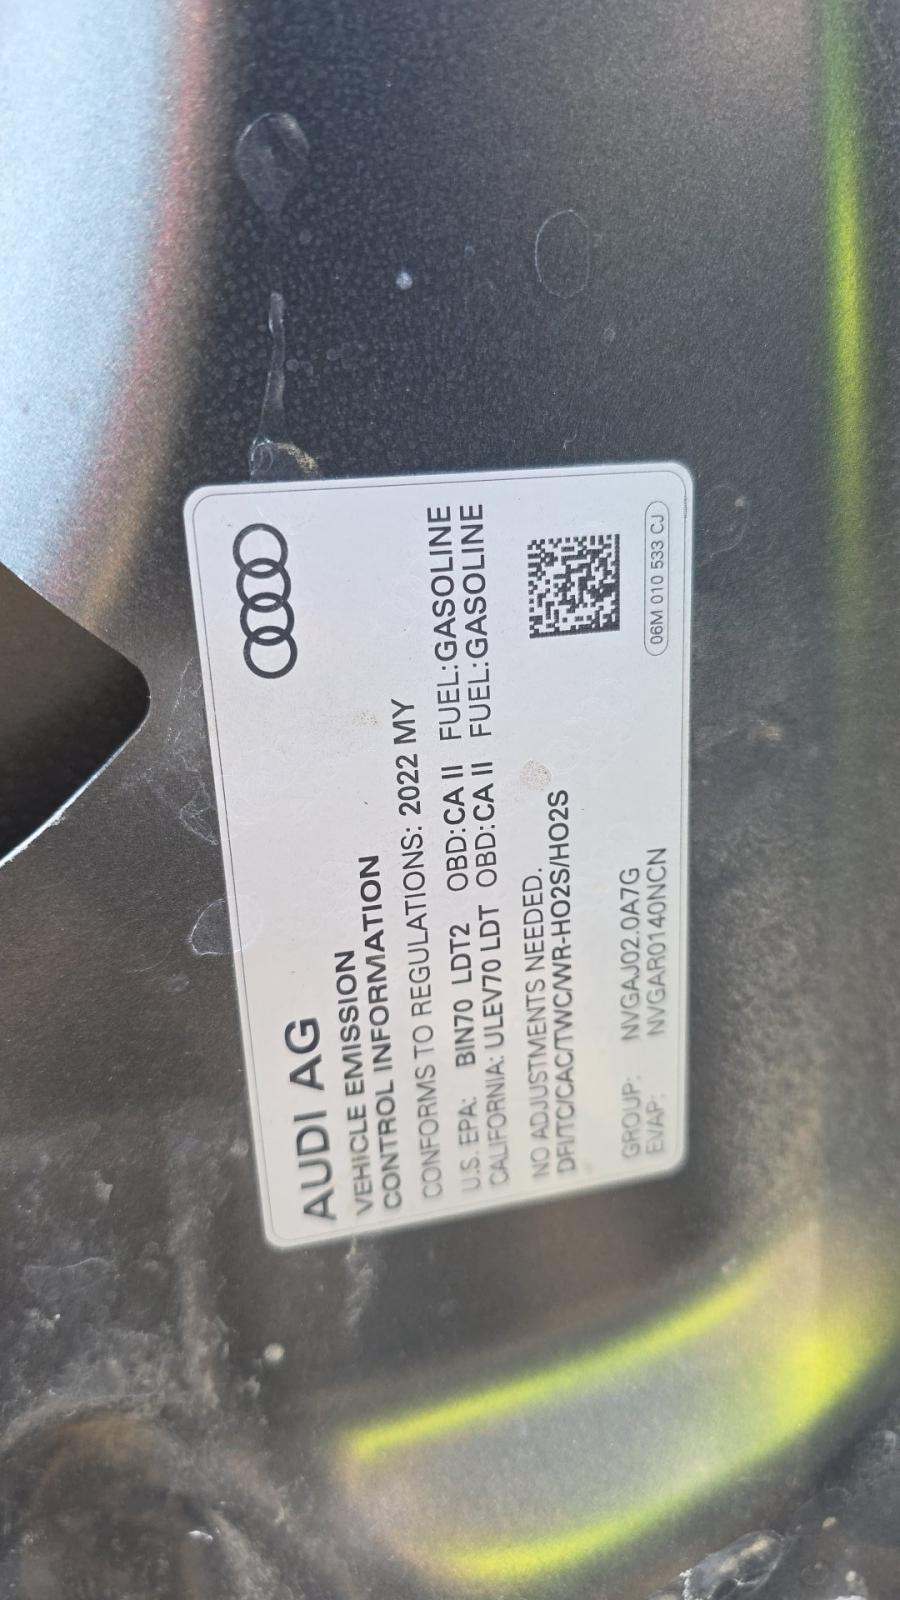 AUDI AG
VEHICLE EMISSION
CONTROL INFORMATION
CONFORMS TO REGULATIONS: 2022 MY
U.S. EPA: BIN70 LDT2 OBD:CA II FUEL:GASOLINE
CALIFORNIA: ULEV70 LDT OBD:CA II FUEL:GASOLINE
NO ADJUSTMENTS NEEDED.
DFI/TC/CAC/TWC/WR-HO2S/HO2S
GROUP: NVGAJ02.0A7G
EVAP: NVGAR0140NCN
06M 010 533 CJ